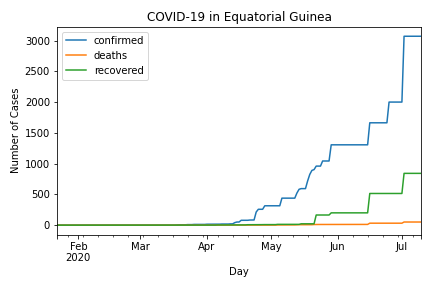 COVID-19 in Equatorial Guinea
confirmed
deaths
recovered
Number of Cases
3000
2500
2000
1500
1000
500
0
Feb Mar Apr May Jun Jul
2020
Day